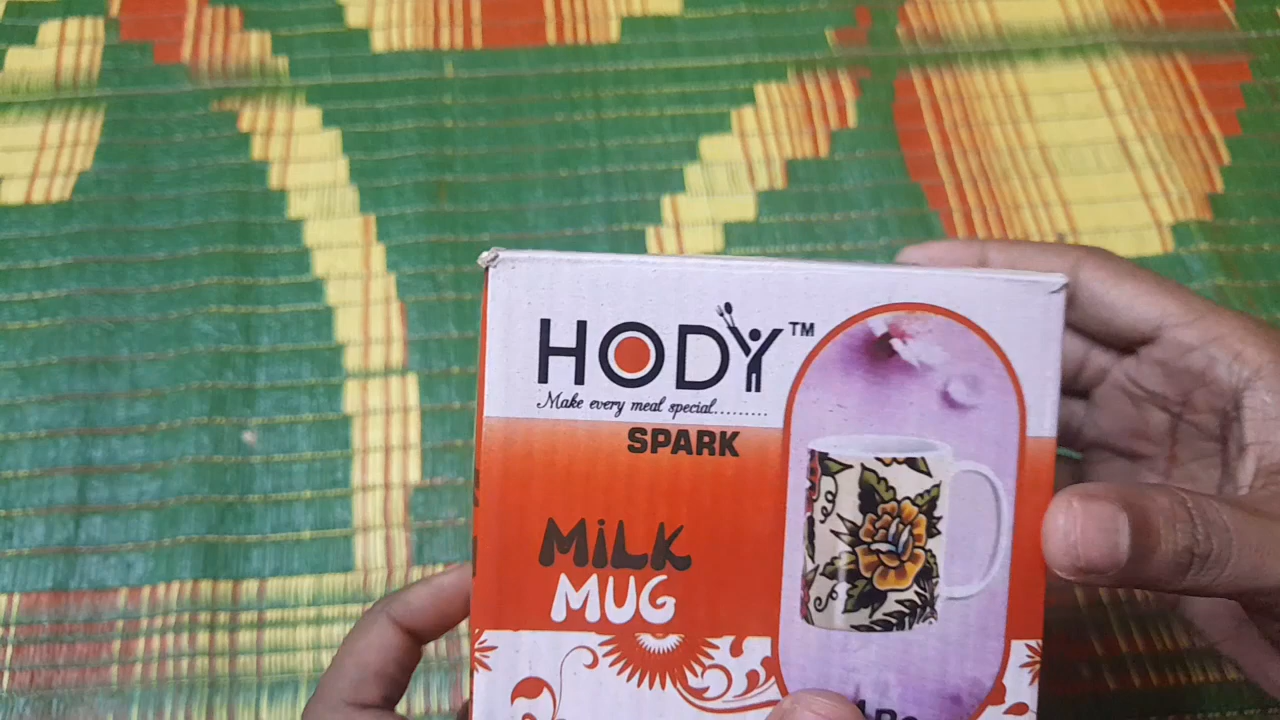 HODY™
Make every meal special.........
SPARK
MiLK
MUG